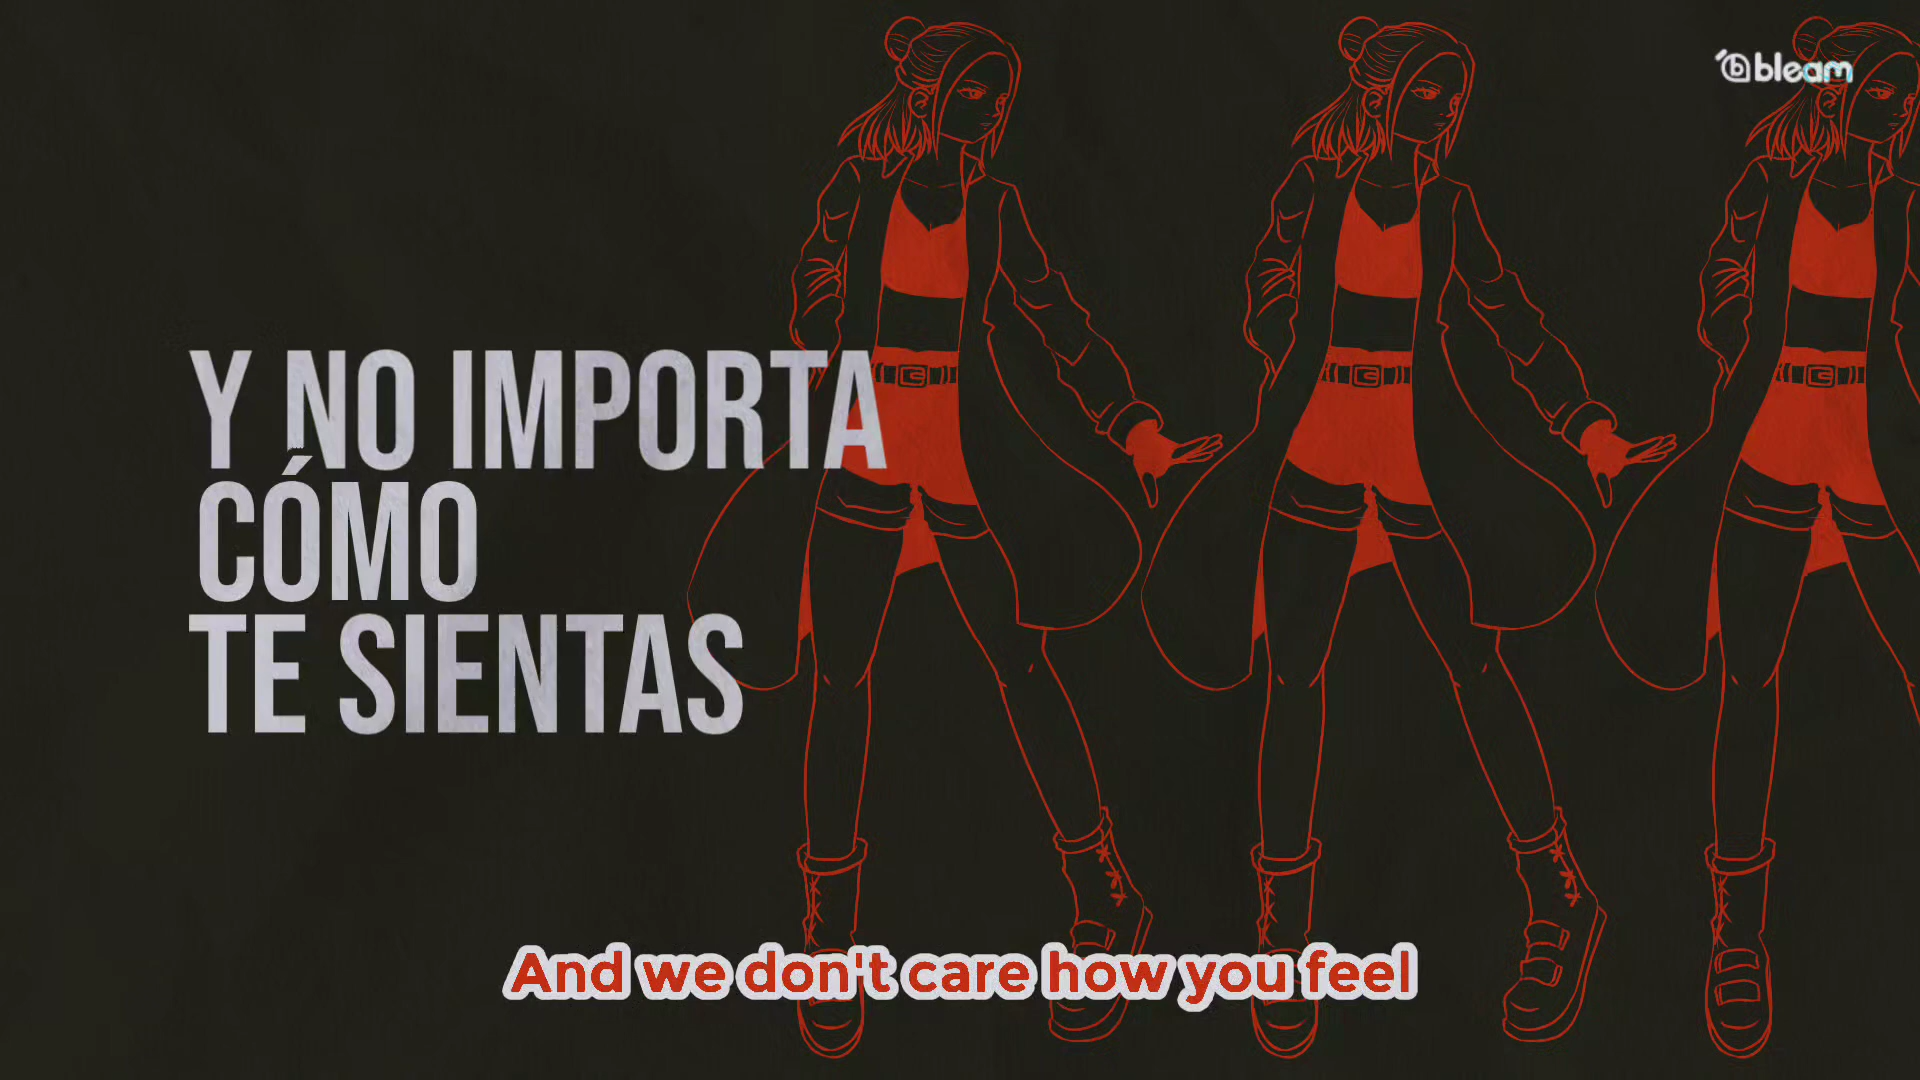 bleam
Y NO IMPORTA
CÓMO
TE SIENTAS
And we don't care how you feel